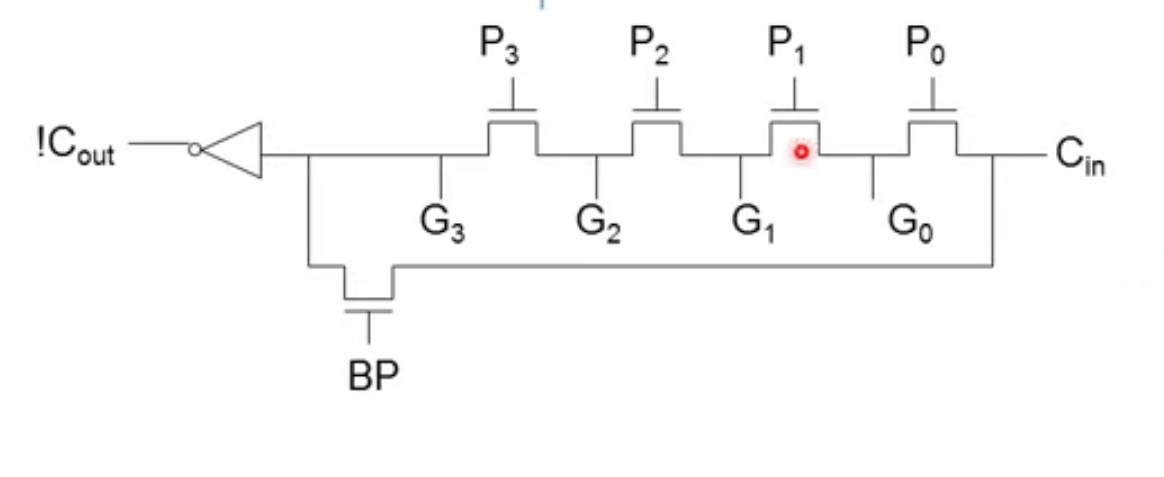 P3 P2 P1 P0
!Cout Cin
G3 G2 G1 G0
BP